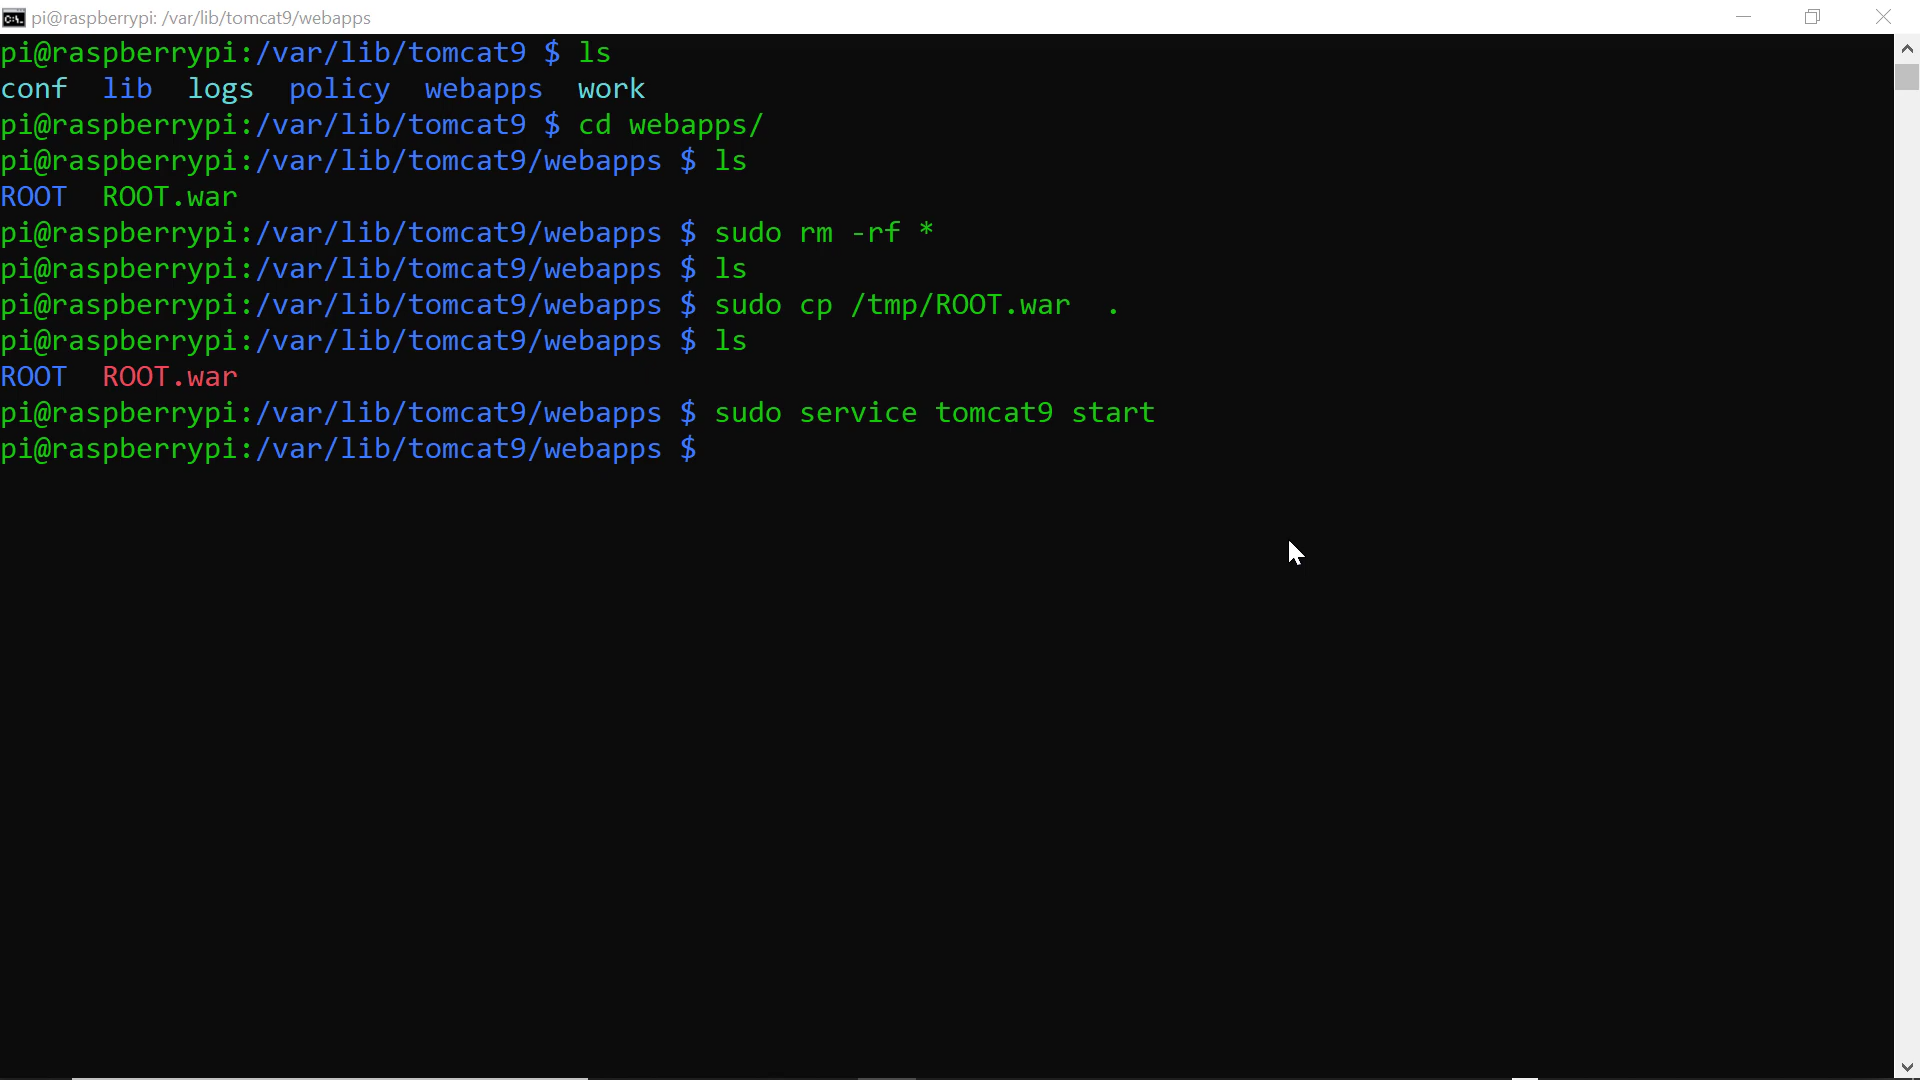 pi@raspberrypi: /var/lib/tomcat9/webapps
pi@raspberrypi:/var/lib/tomcat9 $ ls
conf  lib  logs  policy  webapps  work
pi@raspberrypi:/var/lib/tomcat9 $ cd webapps/
pi@raspberrypi:/var/lib/tomcat9/webapps $ ls
ROOT  ROOT.war
pi@raspberrypi:/var/lib/tomcat9/webapps $ sudo rm -rf *
pi@raspberrypi:/var/lib/tomcat9/webapps $ ls
pi@raspberrypi:/var/lib/tomcat9/webapps $ sudo cp /tmp/ROOT.war  .
pi@raspberrypi:/var/lib/tomcat9/webapps $ ls
ROOT  ROOT.war
pi@raspberrypi:/var/lib/tomcat9/webapps $ sudo service tomcat9 start
pi@raspberrypi:/var/lib/tomcat9/webapps $